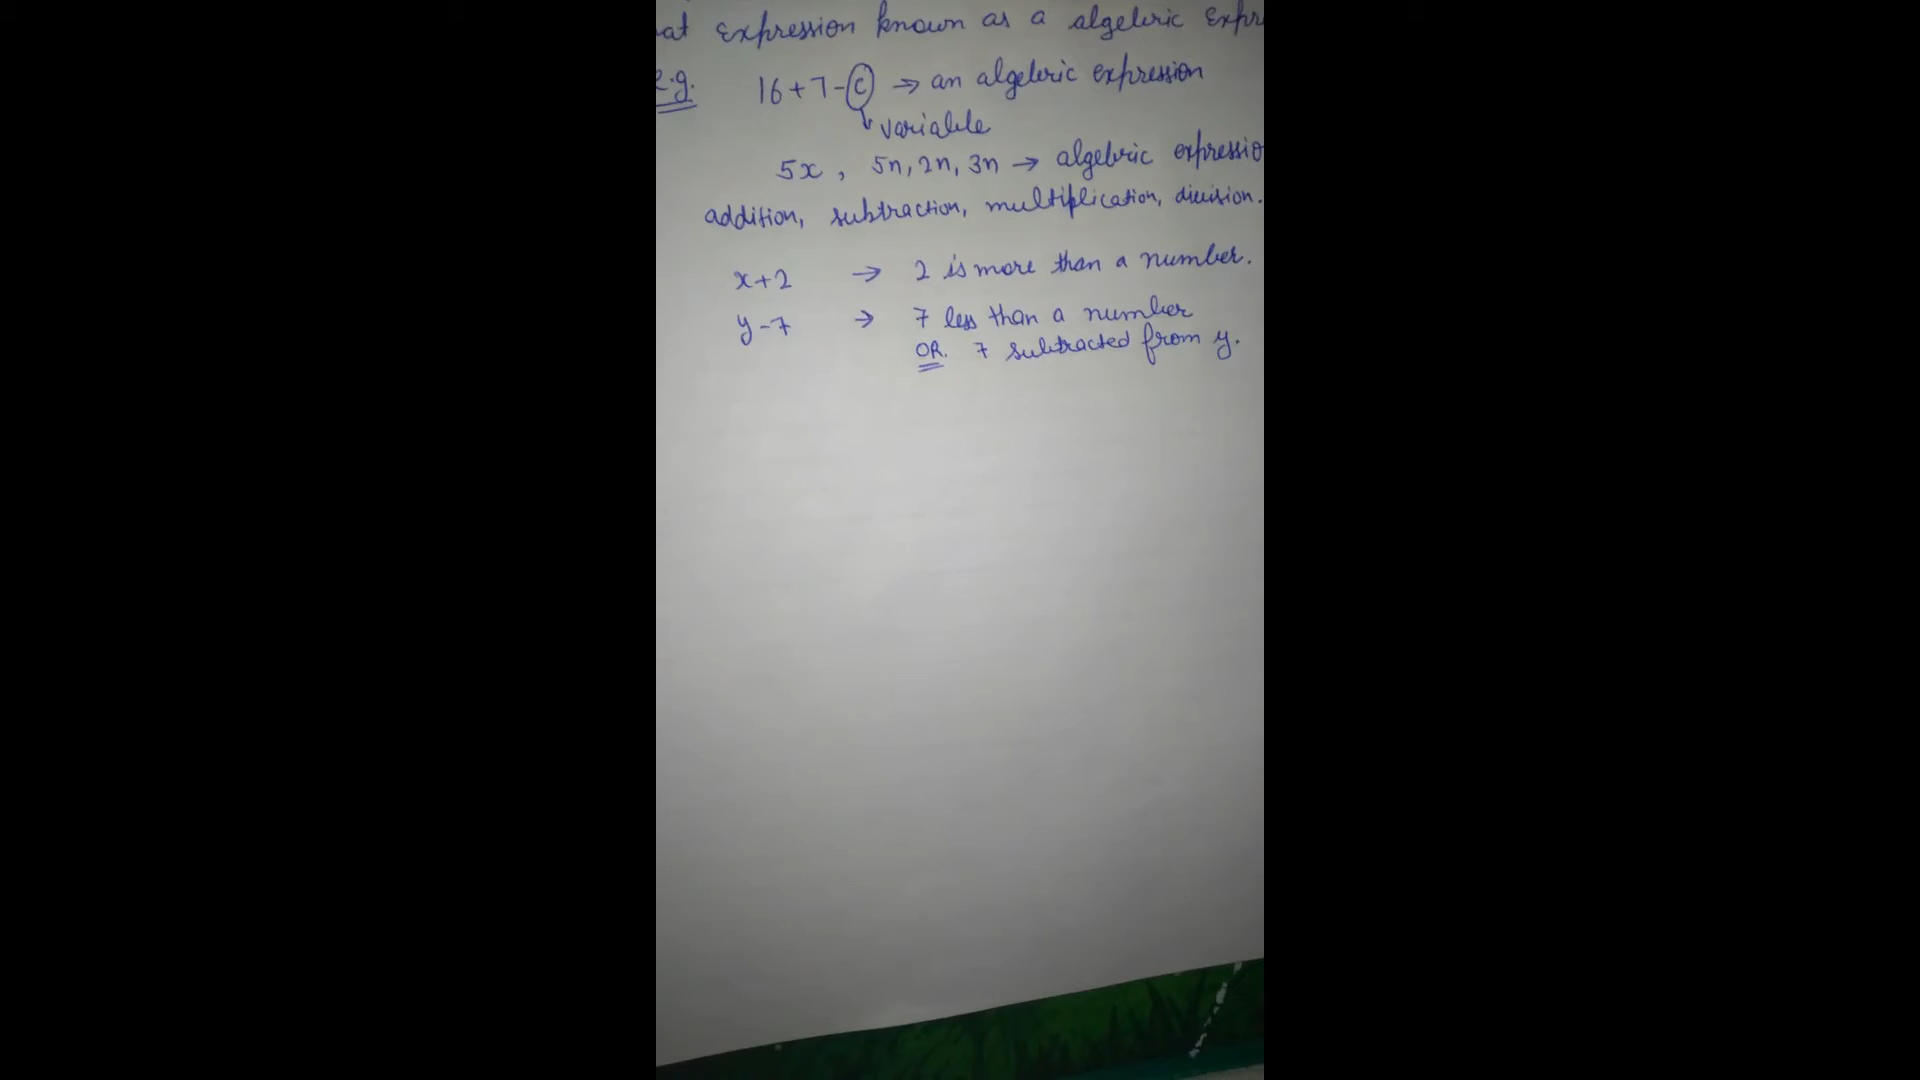 at Expression known as a algebric Expr
e.g. 16+7-c → an algebric expression
variable
5x, 5n, 2n, 3n → algebric expressio
addition, subtraction, multiplication, division.
x+2 → 2 is more than a number.
y-7 → 7 less than a number
OR. 7 subtracted from y.